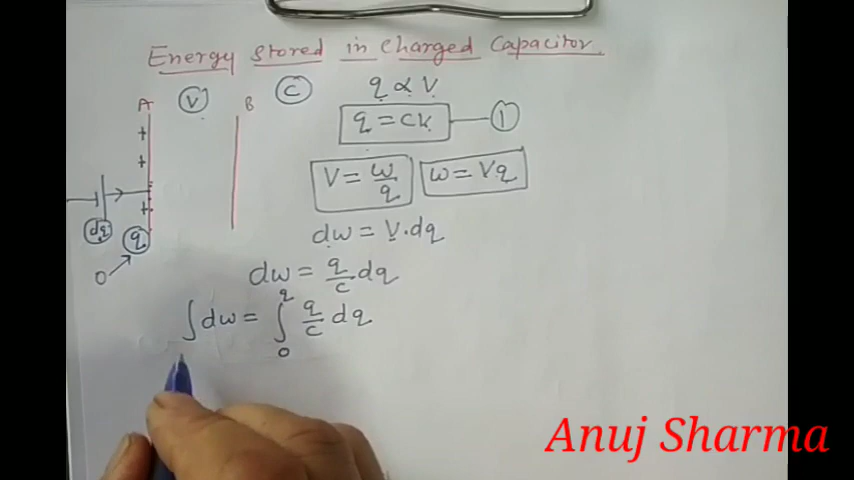 Energy stored in Charged Capacitor.
A V B C q ∝ V
+ q = CV 1
+ V = w/q w = Vq
+ dq q dw = V.dq
0 dw = q/c dq
∫dw = ∫₀^q q/c dq
Anuj Sharma